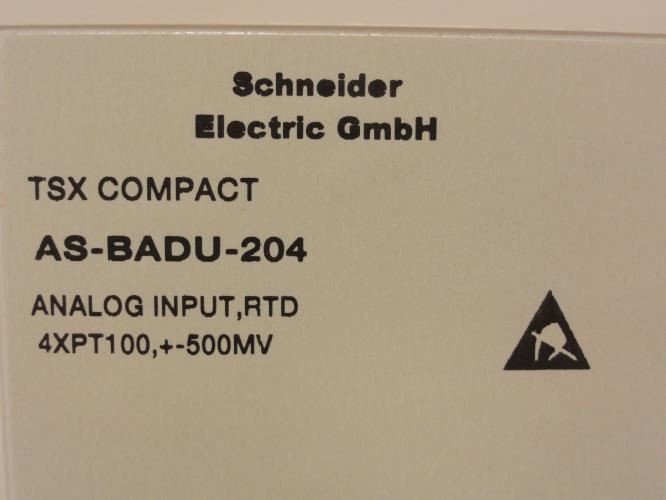 Schneider
Electric GmbH
TSX COMPACT
AS-BADU-204
ANALOG INPUT,RTD
4XPT100,+-500MV